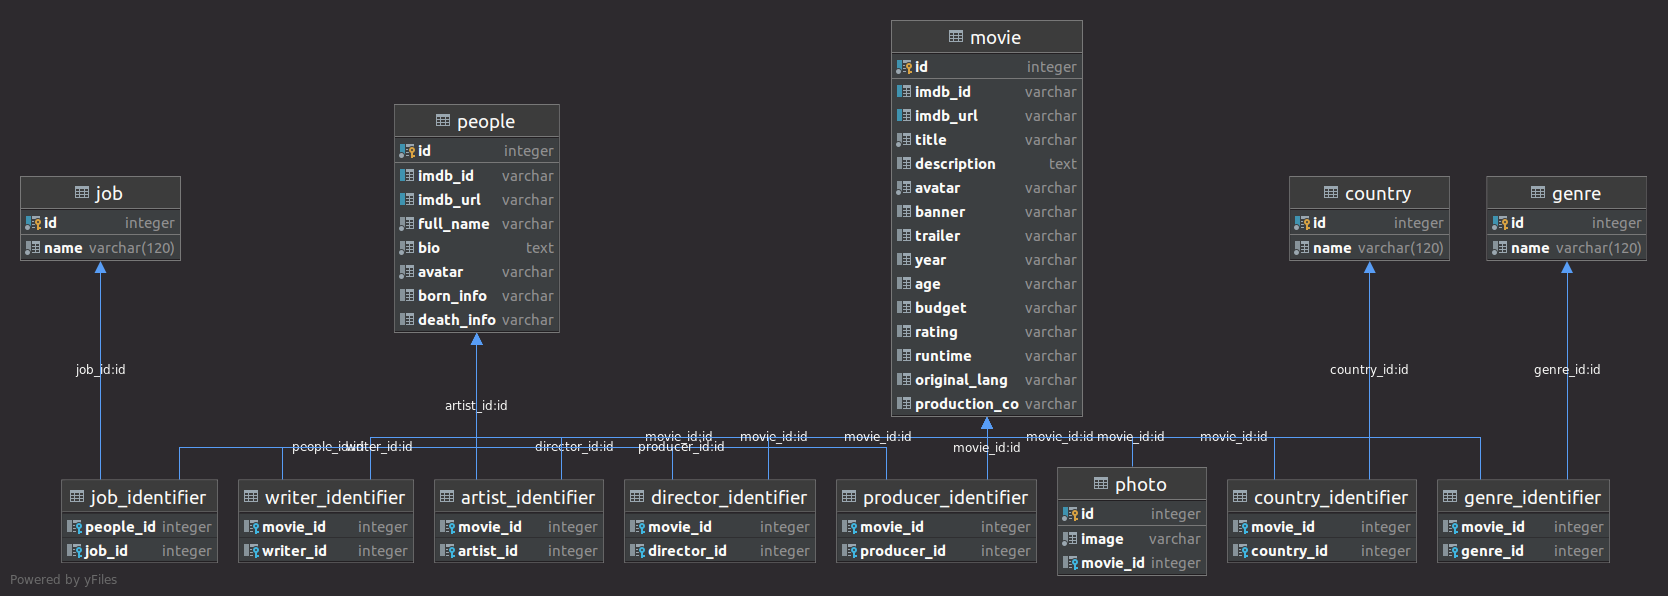 job
id integer
name varchar(120)
people
id integer
imdb_id varchar
imdb_url varchar
full_name varchar
bio text
avatar varchar
born_info varchar
death_info varchar
movie
id integer
imdb_id varchar
imdb_url varchar
title varchar
description text
avatar varchar
banner varchar
trailer varchar
year varchar
age varchar
budget varchar
rating varchar
runtime varchar
original_lang varchar
production_co varchar
country
id integer
name varchar(120)
genre
id integer
name varchar(120)
job_id:id
artist_id:id
country_id:id
genre_id:id
movie_id:id
movie_id:id
movie_id:id
movie_id:id
movie_id:id
movie_id:id
writer_id:id
director_id:id
producer_id:id
movie_id:id
job_identifier
people_id integer
job_id integer
writer_identifier
movie_id integer
writer_id integer
artist_identifier
movie_id integer
artist_id integer
director_identifier
movie_id integer
director_id integer
producer_identifier
movie_id integer
producer_id integer
photo
id integer
image varchar
movie_id integer
country_identifier
movie_id integer
country_id integer
genre_identifier
movie_id integer
genre_id integer
Powered by yFiles